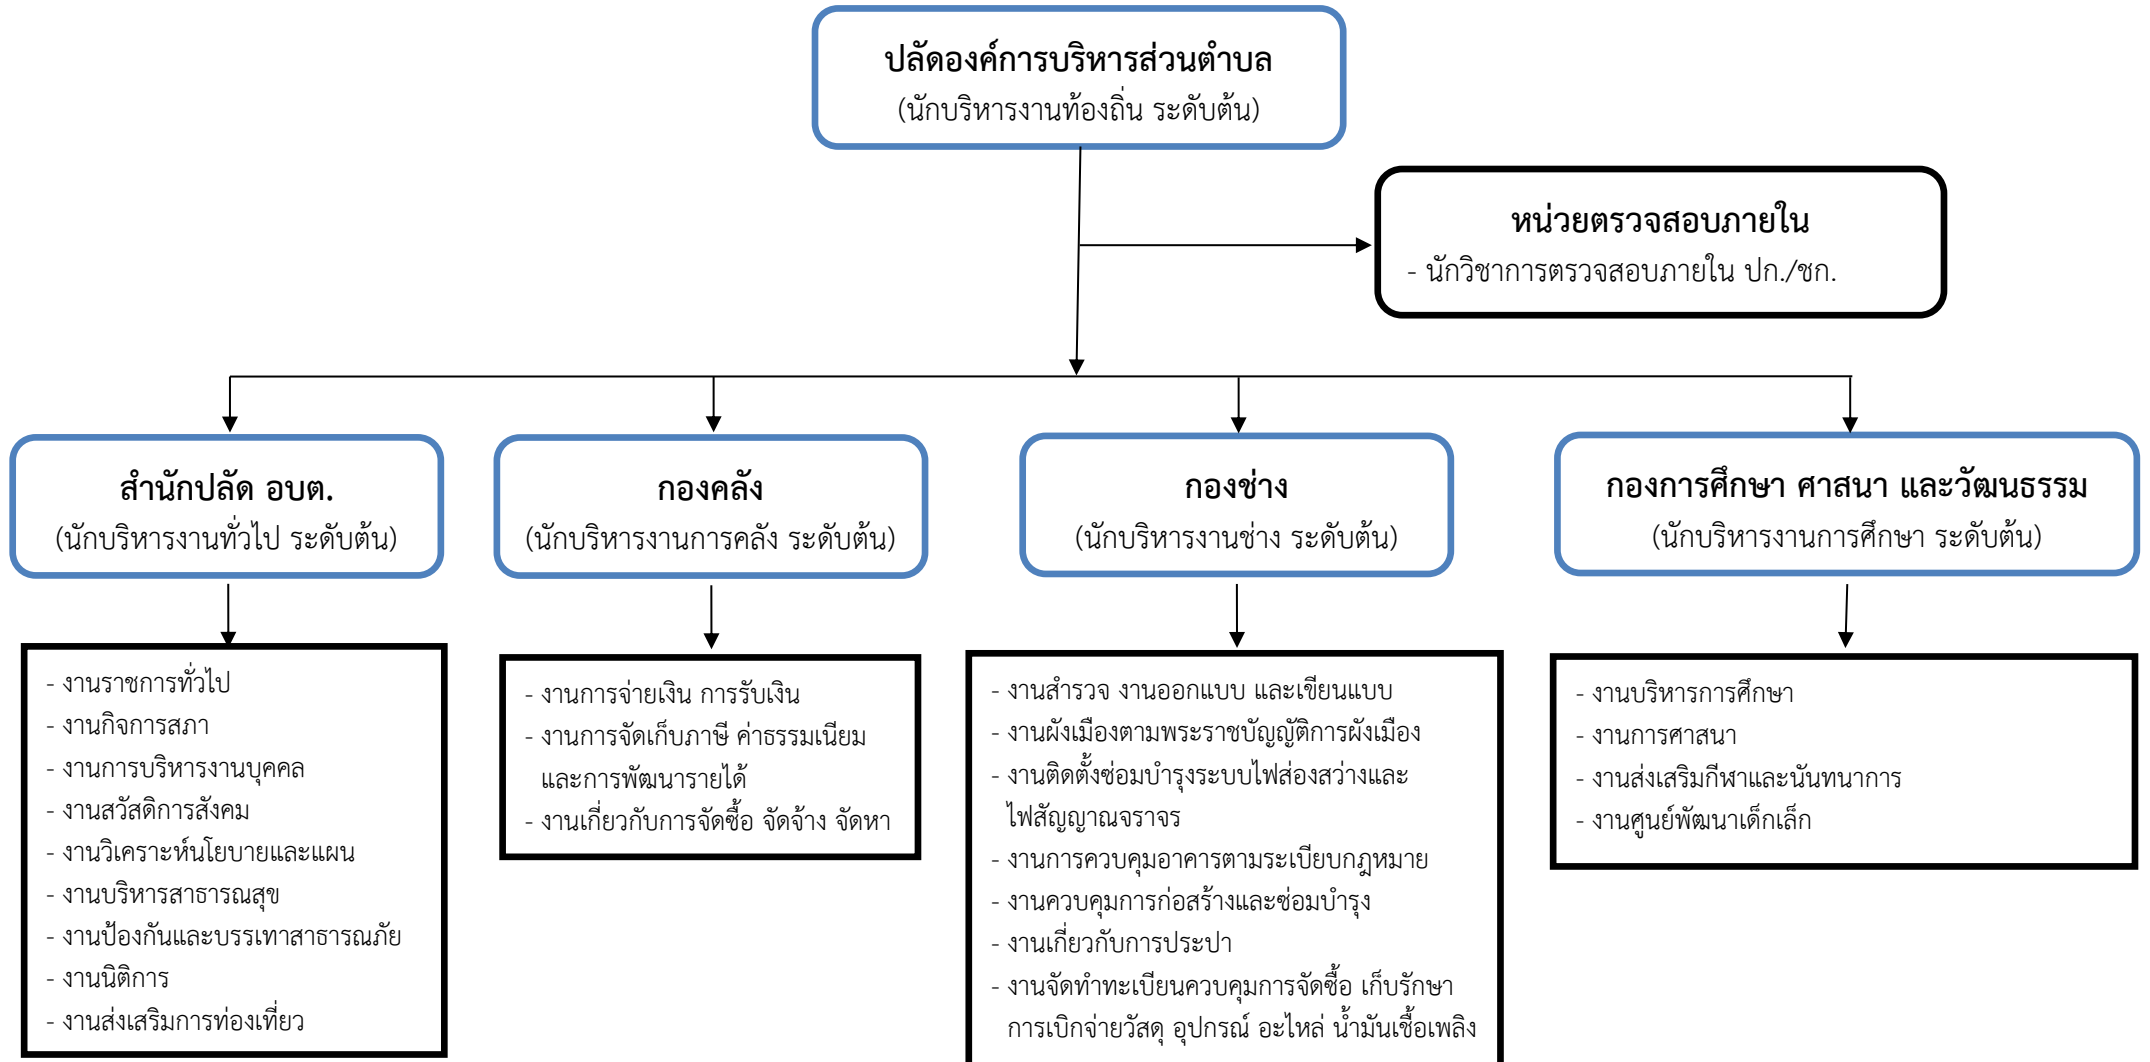 ปลัดองค์การบริหารส่วนตำบล
(นักบริหารงานท้องถิ่น ระดับต้น)
หน่วยตรวจสอบภายใน
- นักวิชาการตรวจสอบภายใน ปก./ชก.
สำนักปลัด อบต.
(นักบริหารงานทั่วไป ระดับต้น)
กองคลัง
(นักบริหารงานการคลัง ระดับต้น)
กองช่าง
(นักบริหารงานช่าง ระดับต้น)
กองการศึกษา ศาสนา และวัฒนธรรม
(นักบริหารงานการศึกษา ระดับต้น)
- งานราชการทั่วไป
- งานกิจการสภา
- งานการบริหารงานบุคคล
- งานสวัสดิการสังคม
- งานวิเคราะห์นโยบายและแผน
- งานบริหารสาธารณสุข
- งานป้องกันและบรรเทาสาธารณภัย
- งานนิติการ
- งานส่งเสริมการท่องเที่ยว
- งานการจ่ายเงิน การรับเงิน
- งานการจัดเก็บภาษี ค่าธรรมเนียม
และการพัฒนารายได้
- งานเกี่ยวกับการจัดซื้อ จัดจ้าง จัดหา
- งานสำรวจ งานออกแบบ และเขียนแบบ
- งานผังเมืองตามพระราชบัญญัติการผังเมือง
- งานติดตั้งซ่อมบำรุงระบบไฟส่องสว่างและ
ไฟสัญญาณจราจร
- งานการควบคุมอาคารตามระเบียบกฎหมาย
- งานควบคุมการก่อสร้างและซ่อมบำรุง
- งานเกี่ยวกับการประปา
- งานจัดทำทะเบียนควบคุมการจัดซื้อ เก็บรักษา
การเบิกจ่ายวัสดุ อุปกรณ์ อะไหล่ น้ำมันเชื้อเพลิง
- งานบริหารการศึกษา
- งานการศาสนา
- งานส่งเสริมกีฬาและนันทนาการ
- งานศูนย์พัฒนาเด็กเล็ก